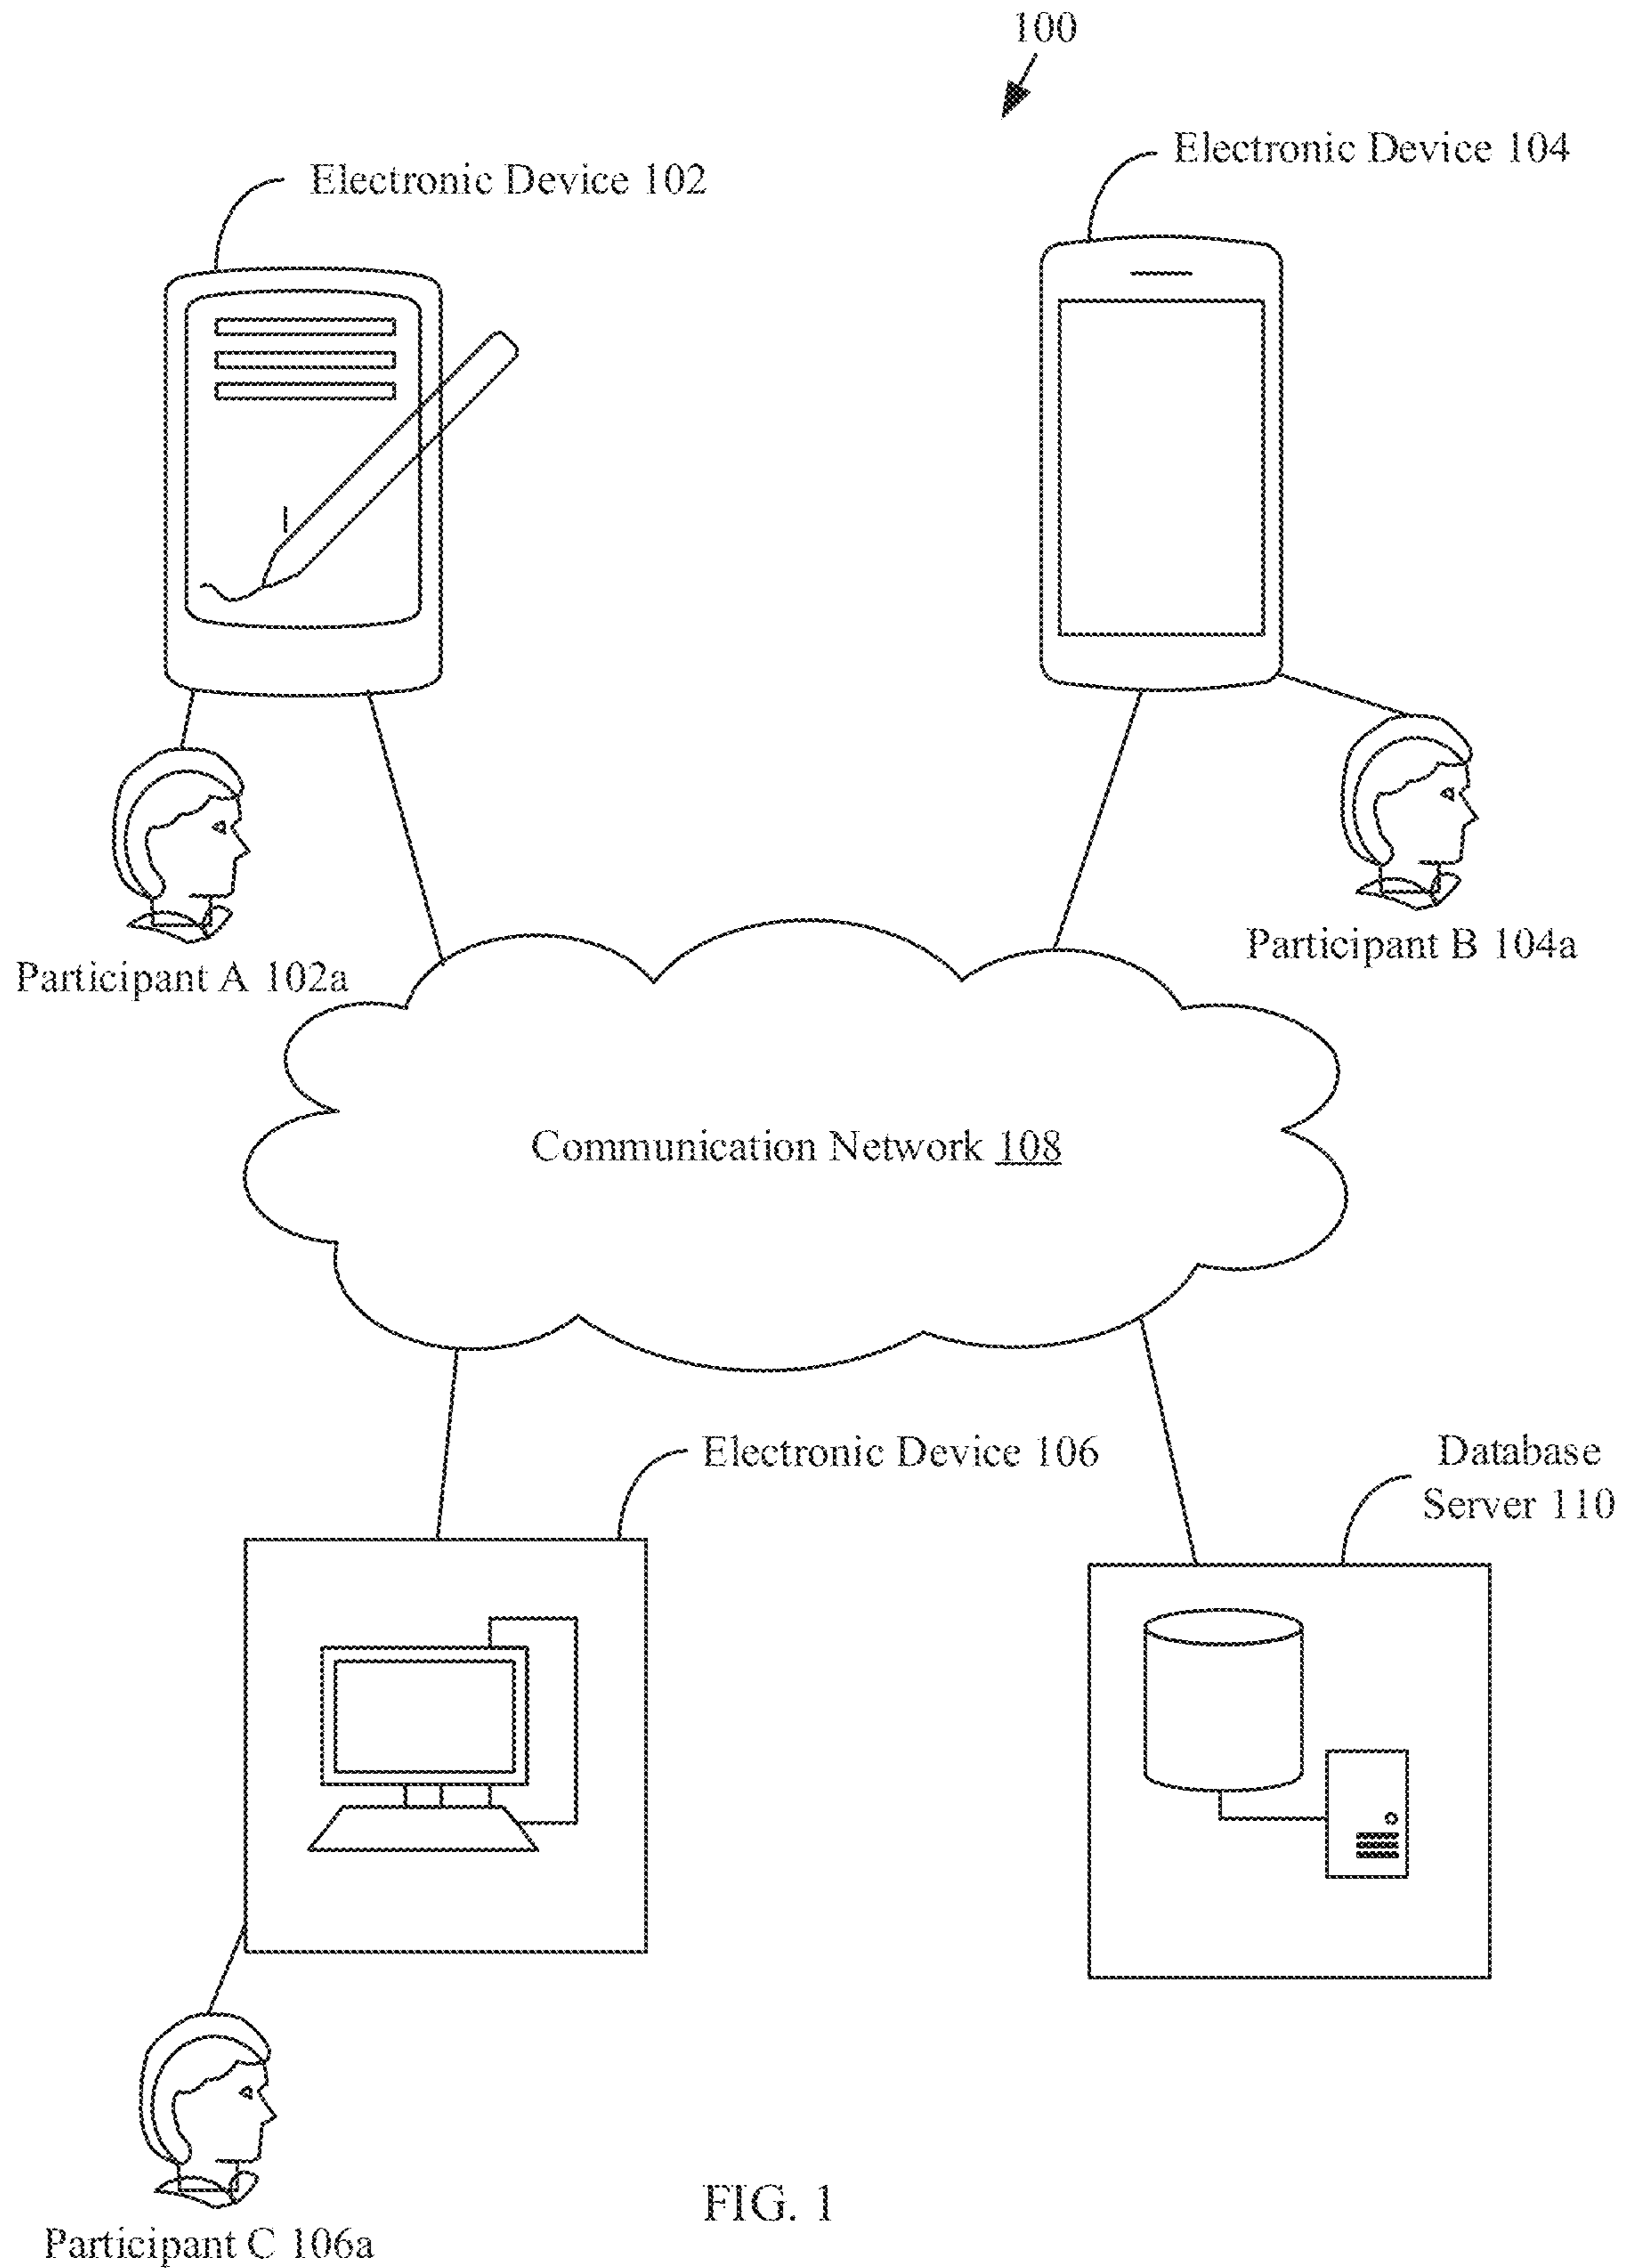 100
Electronic Device 102
Electronic Device 104
Participant A 102a
Participant B 104a
Communication Network 108
Electronic Device 106
Database
Server 110
Participant C 106a
FIG. 1